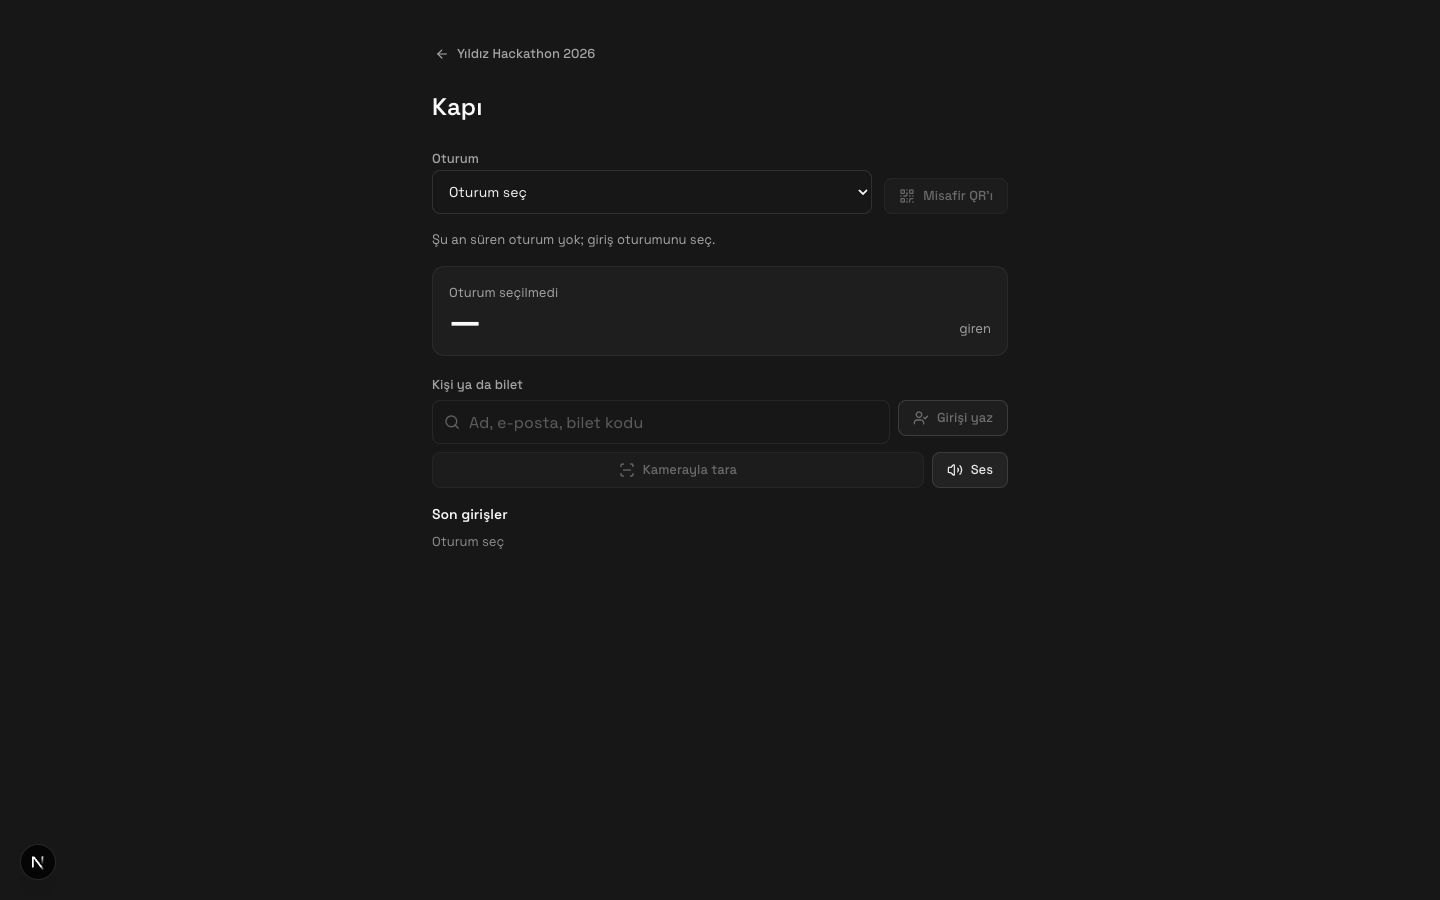 Yıldız Hackathon 2026
Kapı
Oturum
Oturum seç
Misafir QR'ı
Şu an süren oturum yok; giriş oturumunu seç.
Oturum seçilmedi
—
giren
Kişi ya da bilet
Ad, e-posta, bilet kodu
Girişi yaz
Kamerayla tara
Ses
Son girişler
Oturum seç
N